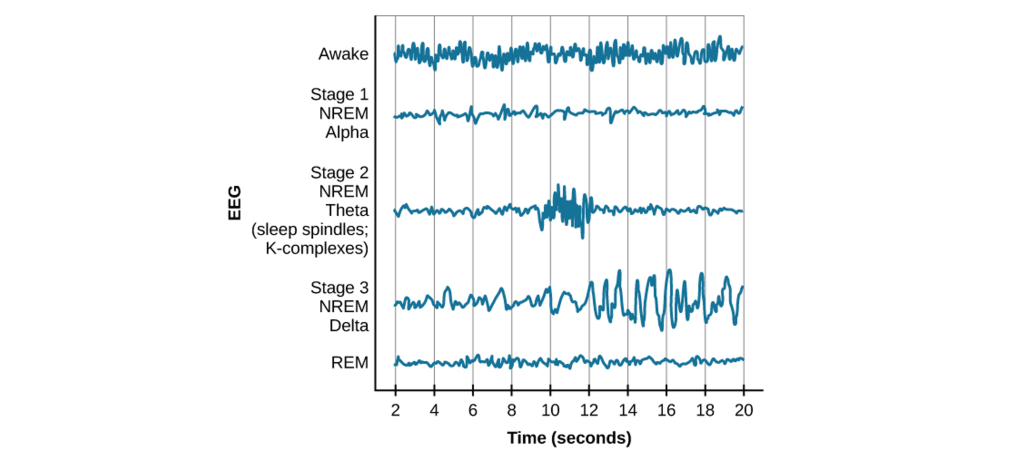 Awake
Stage 1
NREM
Alpha
Stage 2
NREM
Theta
(sleep spindles;
K-complexes)
Stage 3
NREM
Delta
REM
EEG
2 4 6 8 10 12 14 16 18 20
Time (seconds)